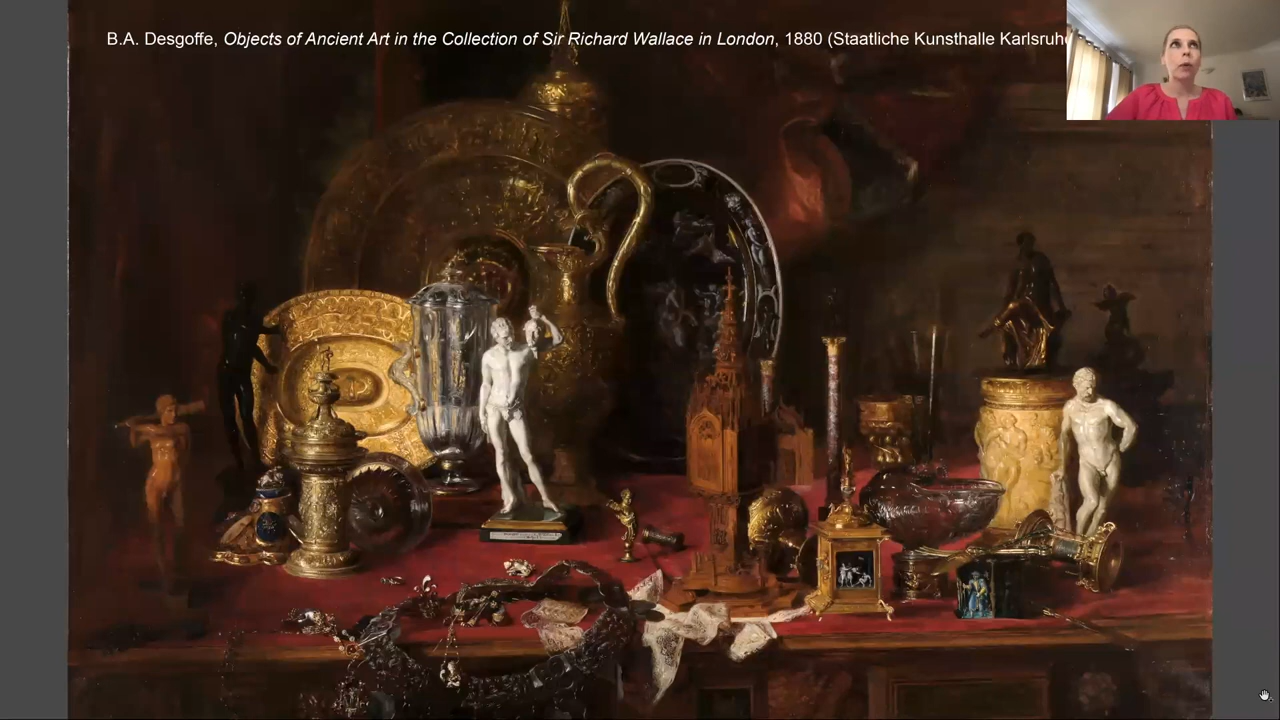 B.A. Desgoffe, Objects of Ancient Art in the Collection of Sir Richard Wallace in London, 1880 (Staatliche Kunsthalle Karlsruhe